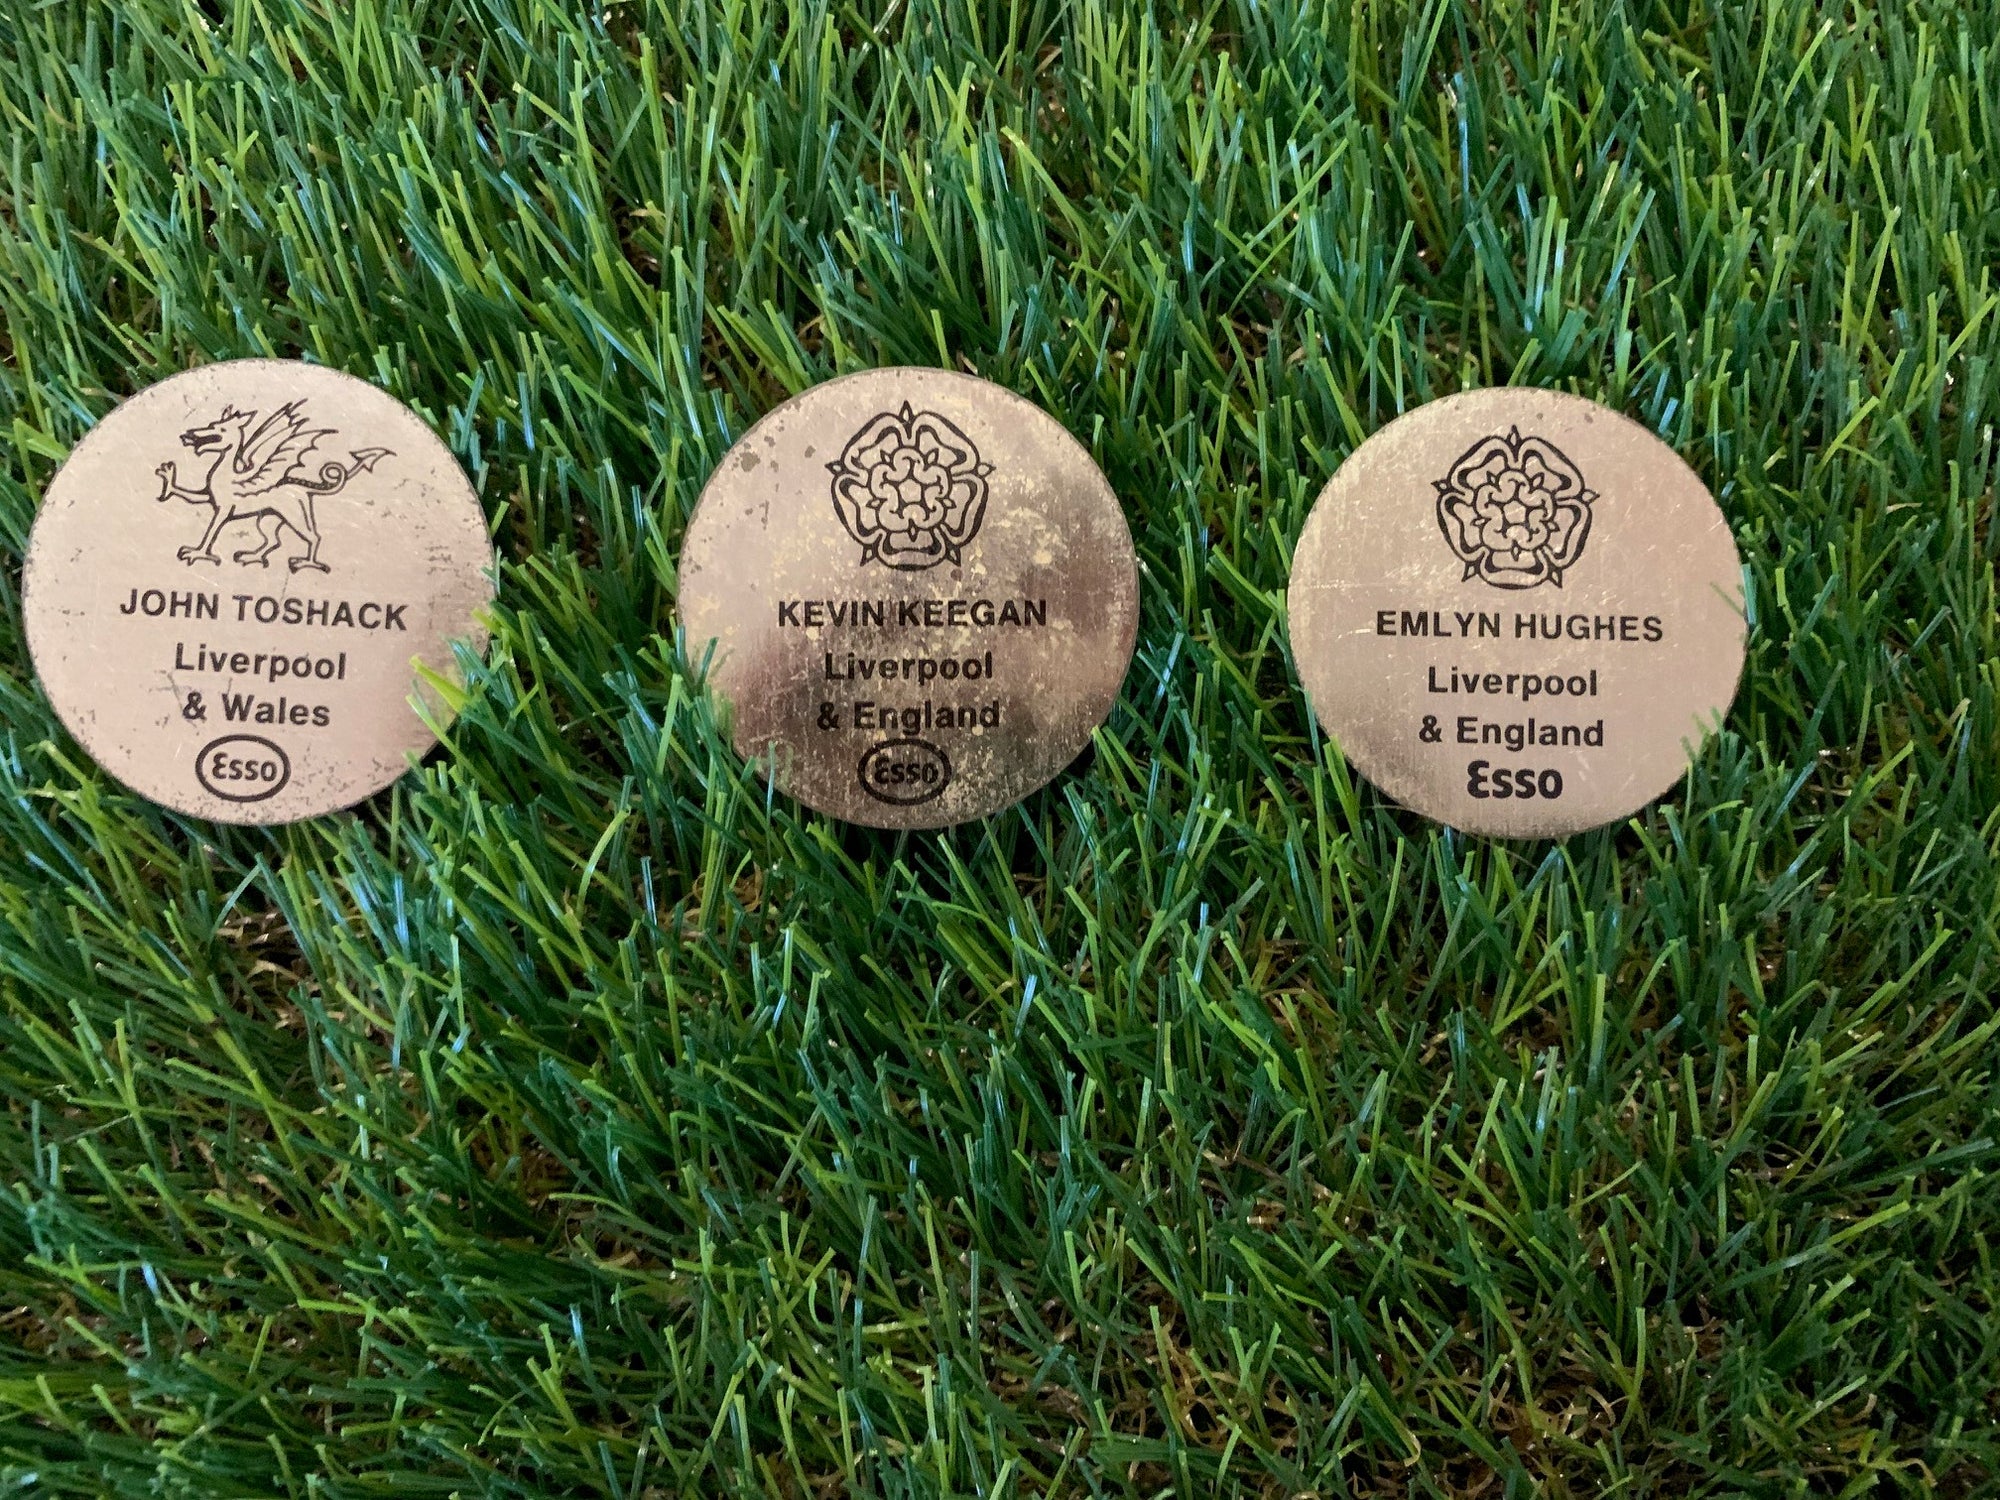 JOHN TOSHACK
Liverpool
& Wales
Esso
KEVIN KEEGAN
Liverpool
& England
Esso
EMLYN HUGHES
Liverpool
& England
Esso